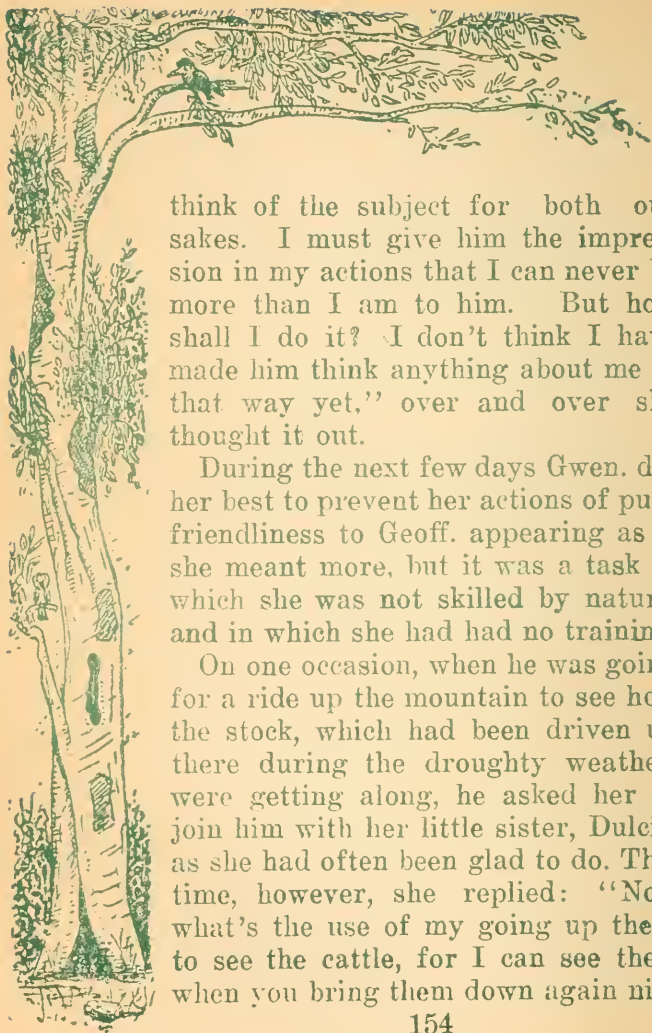 think of the subject for both ou
sakes. I must give him the impre
sion in my actions that I can never
more than I am to him. But ho
shall I do it? I don't think I hav
made him think anything about me
that way yet,'' over and over sh
thought it out.
During the next few days Gwen. d
her best to prevent her actions of pu
friendliness to Geoff. appearing as
she meant more, but it was a task
which she was not skilled by natur
and in which she had had no trainin
On one occasion, when he was goin
for a ride up the mountain to see ho
the stock, which had been driven u
there during the droughty weathe
were getting along, he asked her
join him with her little sister, Dulci
as she had often been glad to do. Th
time, however, she replied: ''No
what's the use of my going up the
to see the cattle, for I can see the
when you bring them down again ni
154